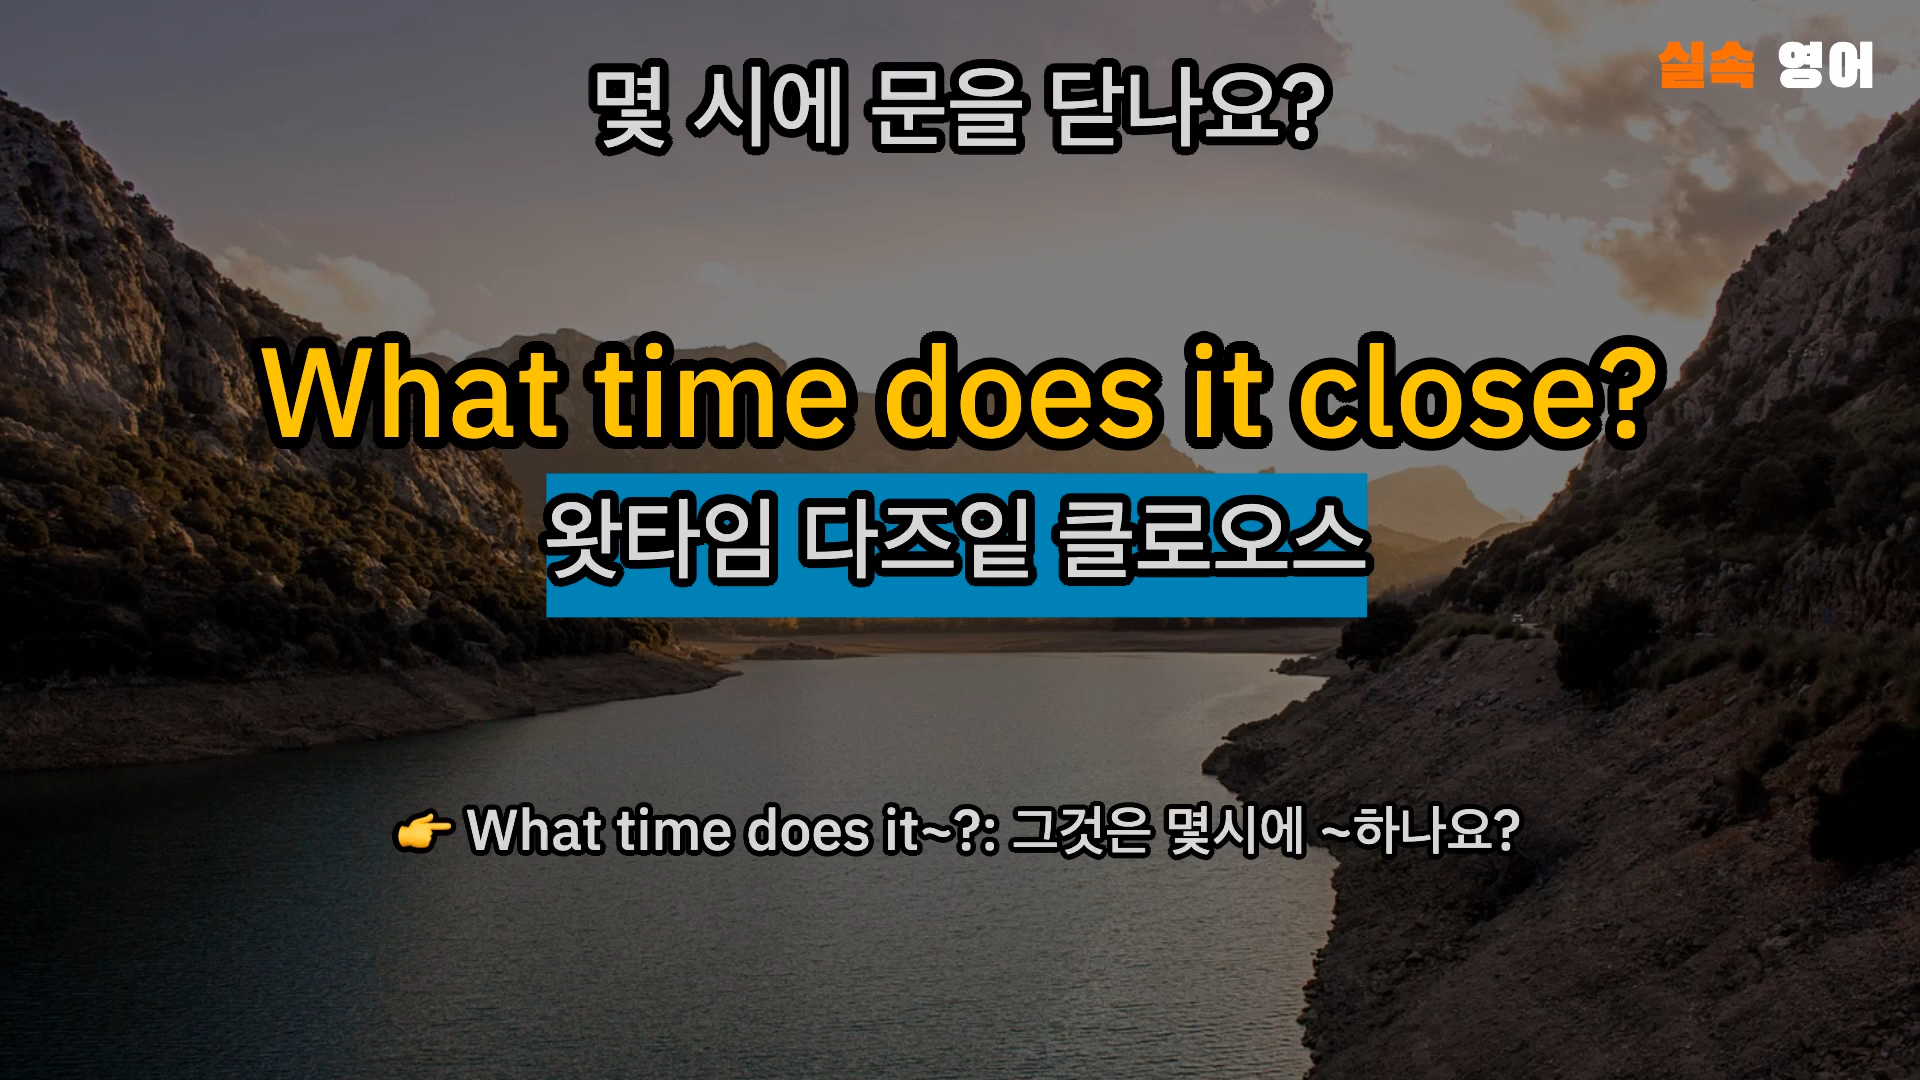 실속 영어
몇 시에 문을 닫나요?
What time does it close?
왓타임 다즈잍 클로오스
👉 What time does it~?: 그것은 몇시에 ~하나요?